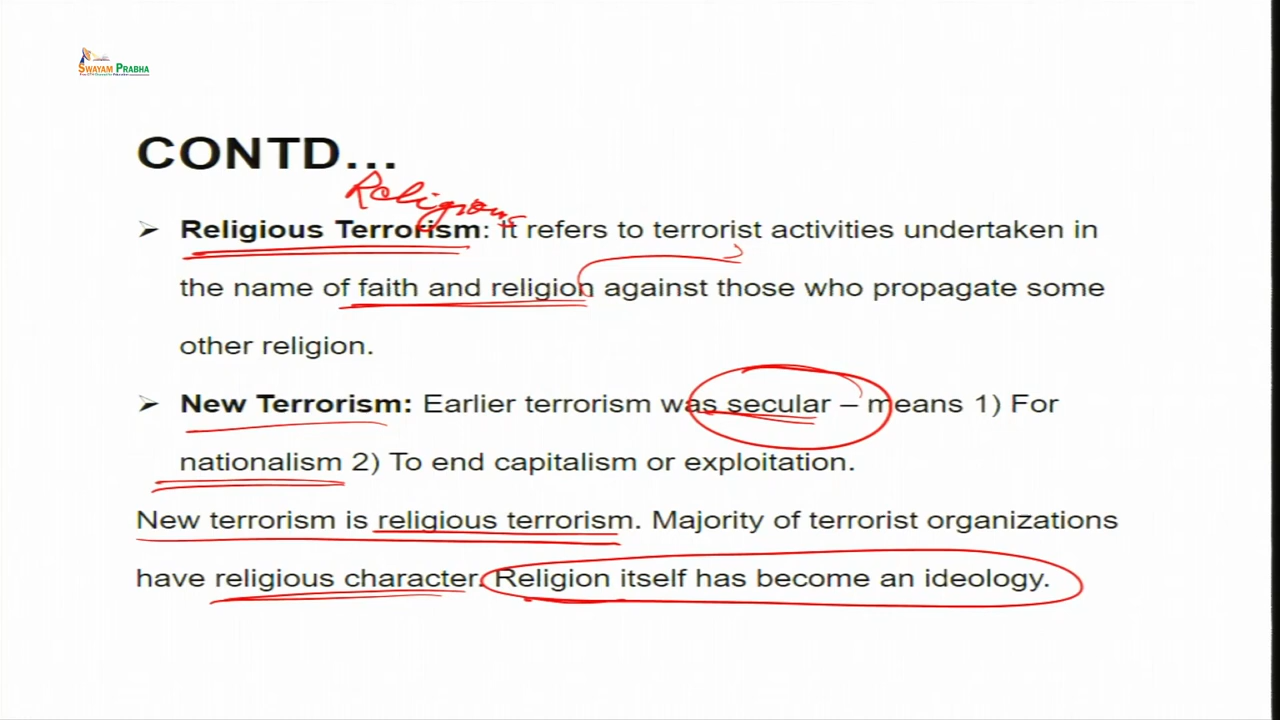 SWAYAM PRABHA
CONTD...
Religious
Religious Terrorism: It refers to terrorist activities undertaken in
the name of faith and religion against those who propagate some
other religion.
New Terrorism: Earlier terrorism was secular – means 1) For
nationalism 2) To end capitalism or exploitation.
New terrorism is religious terrorism. Majority of terrorist organizations
have religious character. Religion itself has become an ideology.